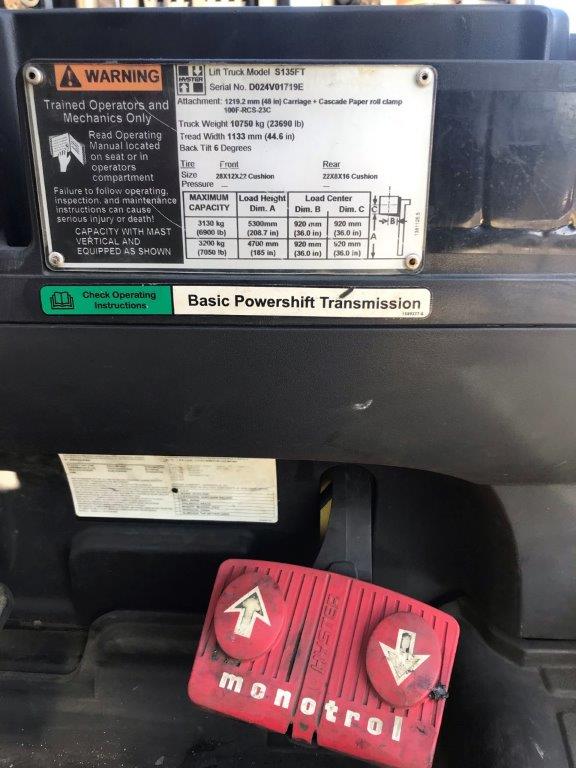 WARNING
Trained Operators and
Mechanics Only
Read Operating
Manual located
on seat or in
operators
compartment
Failure to follow operating,
inspection, and maintenance
instructions can cause
serious injury or death!
CAPACITY WITH MAST
VERTICAL AND
EQUIPPED AS SHOWN
HYSTER
Lift Truck Model S135FT
Serial No. D024V01719E
Attachment: 1219.2 mm (48 in) Carriage + Cascade Paper roll clamp
100F-RCS-23C
Truck Weight 10750 kg (23690 lb)
Tread Width 1133 mm (44.6 in)
Back Tilt 6 Degrees
Tire Front Rear
Size 28X12X22 Cushion 22X8X16 Cushion
Pressure — —
MAXIMUM CAPACITY Load Height Dim. A Load Center Dim. B Dim. C
3130 kg 5300mm 920 mm 920 mm
(6900 lb) (208.7 in) (36.0 in) (36.0 in)
3200 kg 4700 mm 920 mm 920 mm
(7050 lb) (185 in) (36.0 in) (36.0 in)
C
B
A
Check Operating
Instructions
Basic Powershift Transmission
HYSTER
monotrol